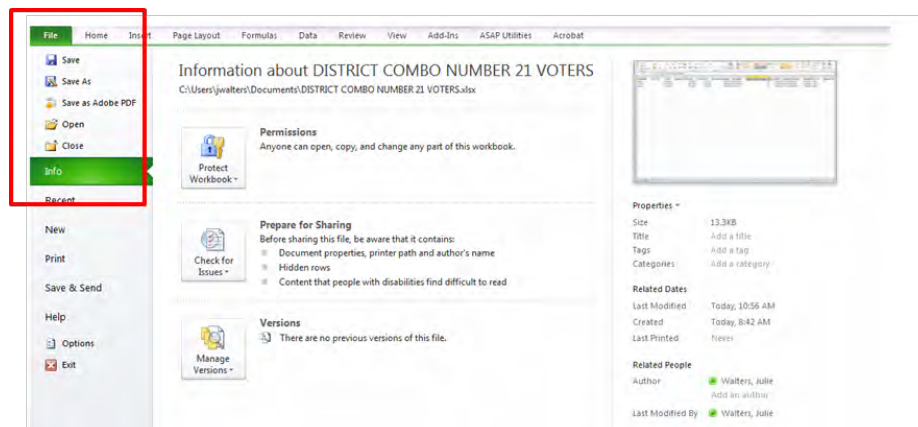 File Home Insert Page Layout Formulas Data Review View Add-Ins ASAP Utilities Acrobat
Save
Save As
Save as Adobe PDF
Open
Close
Info
Recent
New
Print
Save & Send
Help
Options
Exit
Information about DISTRICT COMBO NUMBER 21 VOTERS
C:\Users\jwalters\Documents\DISTRICT COMBO NUMBER 21 VOTERS.xlsx
Protect
Workbook
Permissions
Anyone can open, copy, and change any part of this workbook.
Check for
Issues
Prepare for Sharing
Before sharing this file, be aware that it contains:
Document properties, printer path and author's name
Hidden rows
Content that people with disabilities find difficult to read
Manage
Versions
Versions
There are no previous versions of this file.
Properties
Size 13.3KB
Title Add a title
Tags Add a tag
Categories Add a category
Related Dates
Last Modified Today, 10:56 AM
Created Today, 8:42 AM
Last Printed Never
Related People
Author Walters, Julie
Add an author
Last Modified By Walters, Julie